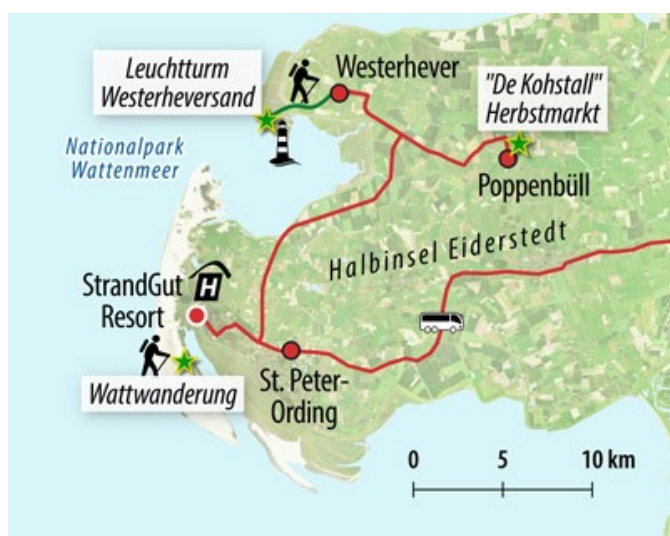 Leuchtturm
Westerheversand
Westerhever
"De Kohstall"
Herbstmarkt
Nationalpark
Wattenmeer
Poppenbüll
Halbinsel Eiderstedt
StrandGut
Resort
H
Wattwanderung
St. Peter-
Ording
0 5 10 km